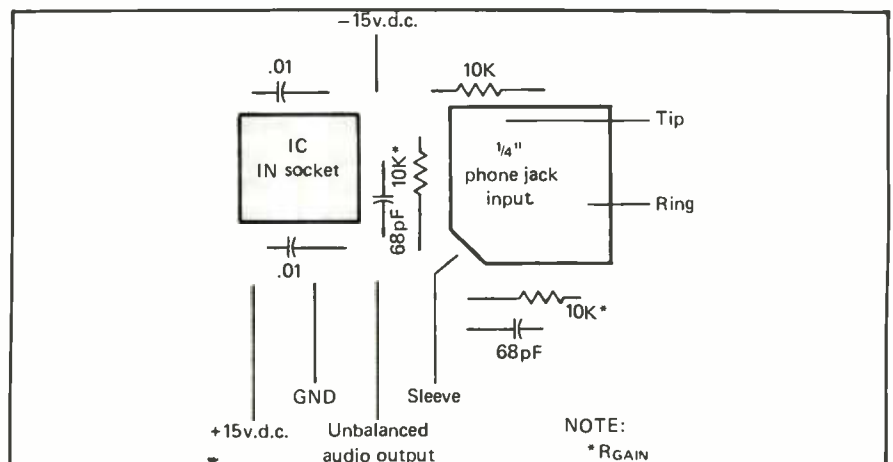 −15v.d.c.
.01
10K
IC
IN socket
10K*
68pF
1/4"
phone jack
input
Tip
Ring
.01
10K*
68pF
GND
Sleeve
+15v.d.c.
Unbalanced
audio output
NOTE:
*RGAIN